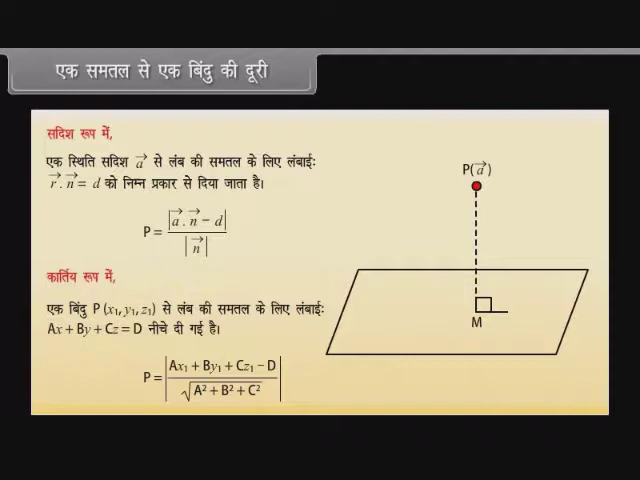 एक समतल से एक बिंदु की दूरी
सदिश रूप में,
एक स्थिति सदिश a⃗ से लंब की समतल के लिए लंबाई:
r⃗ . n⃗ = d को निम्न प्रकार से दिया जाता है।
P = |a⃗ . n⃗ – d| / |n⃗|
कार्तिय रूप में,
एक बिंदु P (x₁, y₁, z₁) से लंब की समतल के लिए लंबाई:
Ax + By + Cz = D नीचे दी गई है।
P = |Ax₁ + By₁ + Cz₁ – D / √A² + B² + C²|
P(a⃗)
M